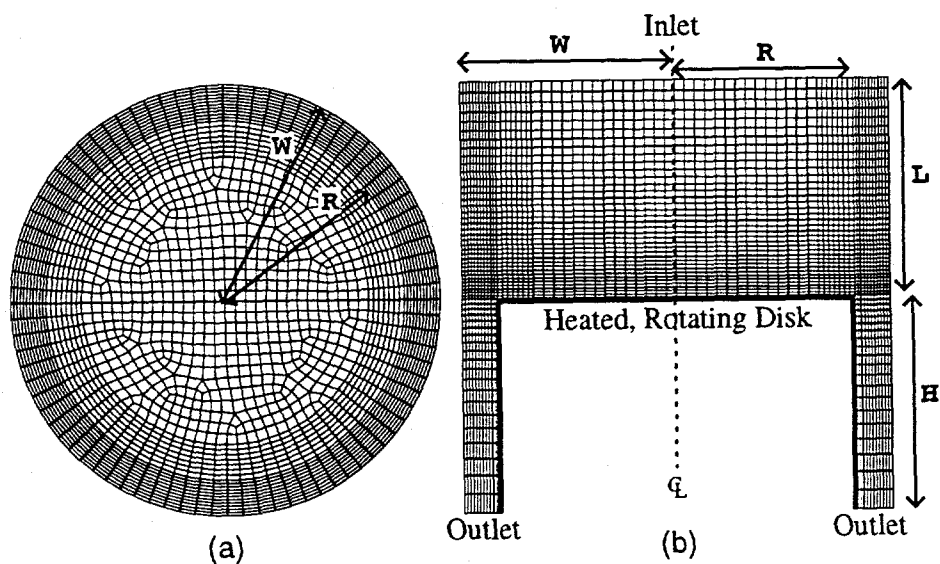 W
R
(a)
Inlet
W
R
L
Heated, Rotating Disk
H
℄
Outlet
Outlet
(b)